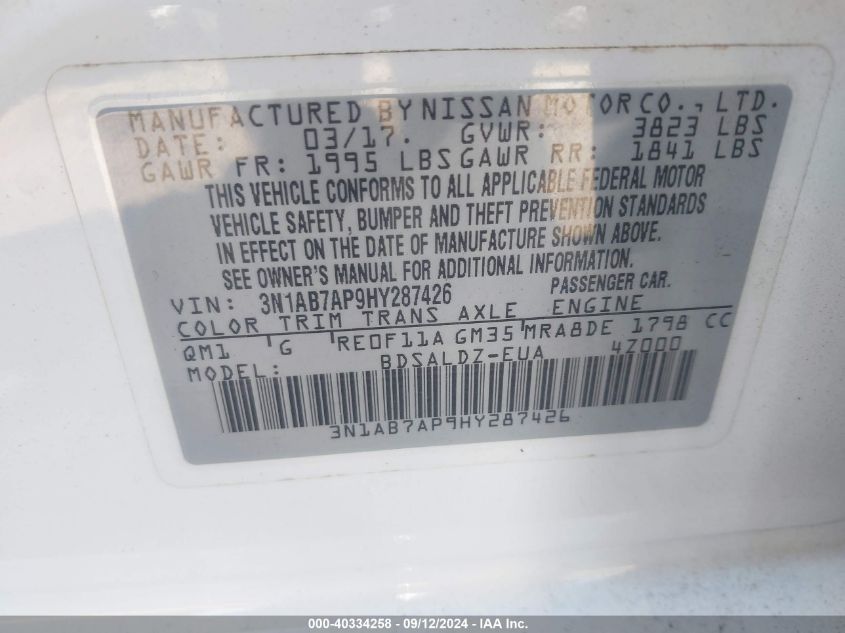 MANUFACTURED BY NISSAN MOTOR CO., LTD.
DATE: 03/17. GVWR: 3823 LBS
GAWR FR: 1995 LBS GAWR RR: 1841 LBS
THIS VEHICLE CONFORMS TO ALL APPLICABLE FEDERAL MOTOR
VEHICLE SAFETY, BUMPER AND THEFT PREVENTION STANDARDS
IN EFFECT ON THE DATE OF MANUFACTURE SHOWN ABOVE.
SEE OWNER'S MANUAL FOR ADDITIONAL INFORMATION.
VIN: 3N1AB7AP9HY287426 PASSENGER CAR.
COLOR TRIM TRANS AXLE ENGINE
QM1 'G 'RE0F11A GM35'MRA8DE 1798 CC
MODEL: BDSALDZ-EUA 4Z000
3N1AB7AP9HY287426
000-40334258 - 09/12/2024 - IAA Inc.